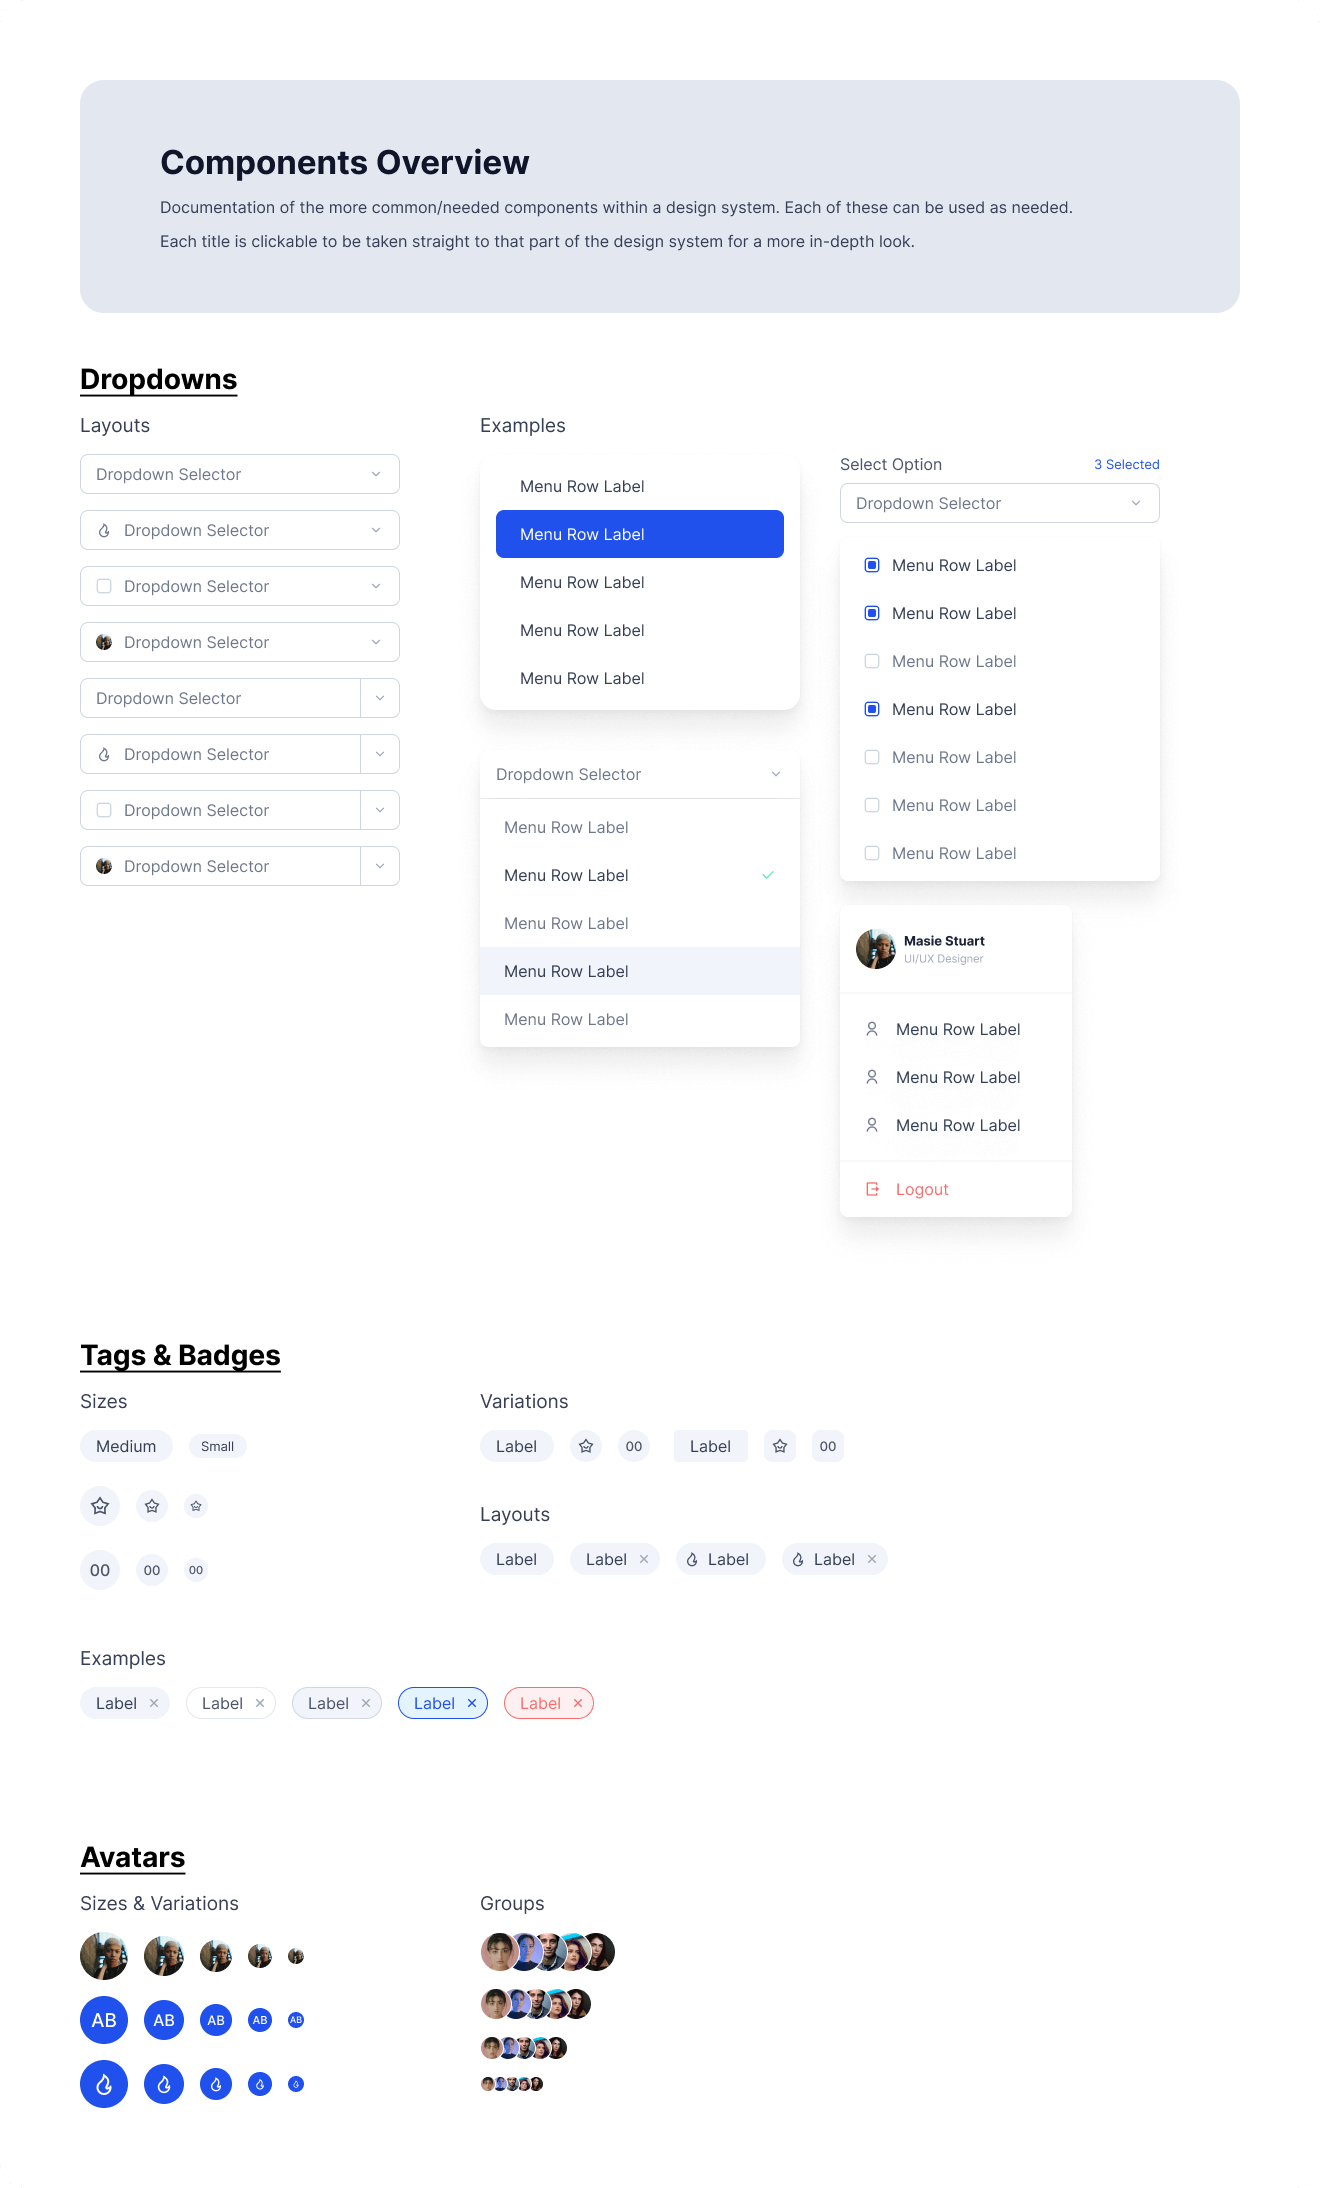 Components Overview
Documentation of the more common/needed components within a design system. Each of these can be used as needed.
Each title is clickable to be taken straight to that part of the design system for a more in-depth look.
Dropdowns
Layouts
Dropdown Selector
Dropdown Selector
Dropdown Selector
Dropdown Selector
Dropdown Selector
Dropdown Selector
Dropdown Selector
Dropdown Selector
Examples
Menu Row Label
Menu Row Label
Menu Row Label
Menu Row Label
Menu Row Label
Dropdown Selector
Menu Row Label
Menu Row Label
Menu Row Label
Menu Row Label
Menu Row Label
Select Option 3 Selected
Dropdown Selector
Menu Row Label
Menu Row Label
Menu Row Label
Menu Row Label
Menu Row Label
Menu Row Label
Menu Row Label
Masie Stuart
UI/UX Designer
Menu Row Label
Menu Row Label
Menu Row Label
Logout
Tags & Badges
Sizes
Medium Small
00 00 00
Variations
Label 00 Label 00
Layouts
Label Label Label Label
Examples
Label Label Label Label Label
Avatars
Sizes & Variations
AB AB AB AB AB
Groups